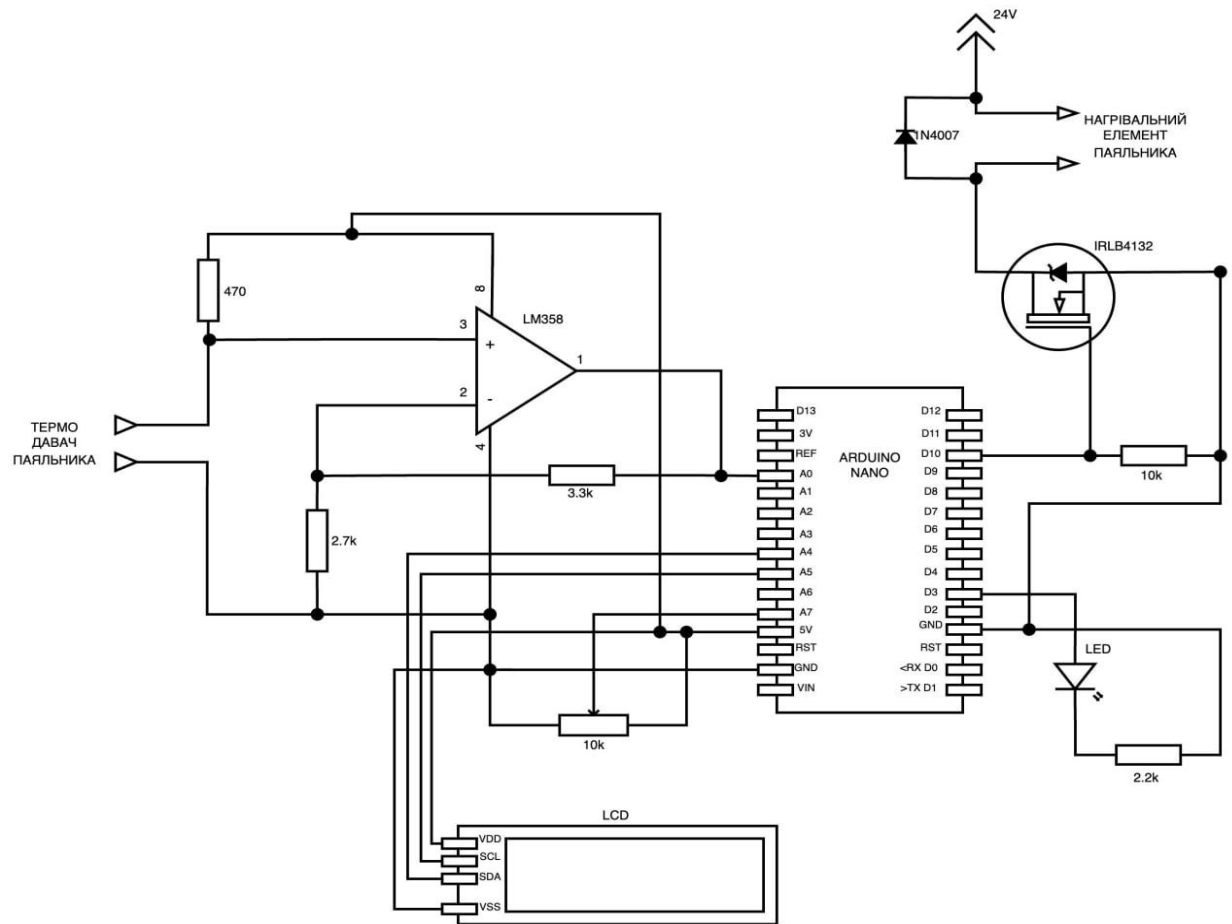 24V
1N4007
НАГРІВАЛЬНИЙ
ЕЛЕМЕНТ
ПАЯЛЬНИКА
IRLB4132
470
8
LM358
3
+
1
2
-
4
ТЕРМО
ДАВАЧ
ПАЯЛЬНИКА
3.3k
2.7k
ARDUINO
NANO
D13
3V
REF
A0
A1
A2
A3
A4
A5
A6
A7
5V
RST
GND
VIN
D12
D11
D10
D9
D8
D7
D6
D5
D4
D3
D2
GND
RST
<RX D0
>TX D1
10k
LED
2.2k
10k
LCD
VDD
SCL
SDA
VSS